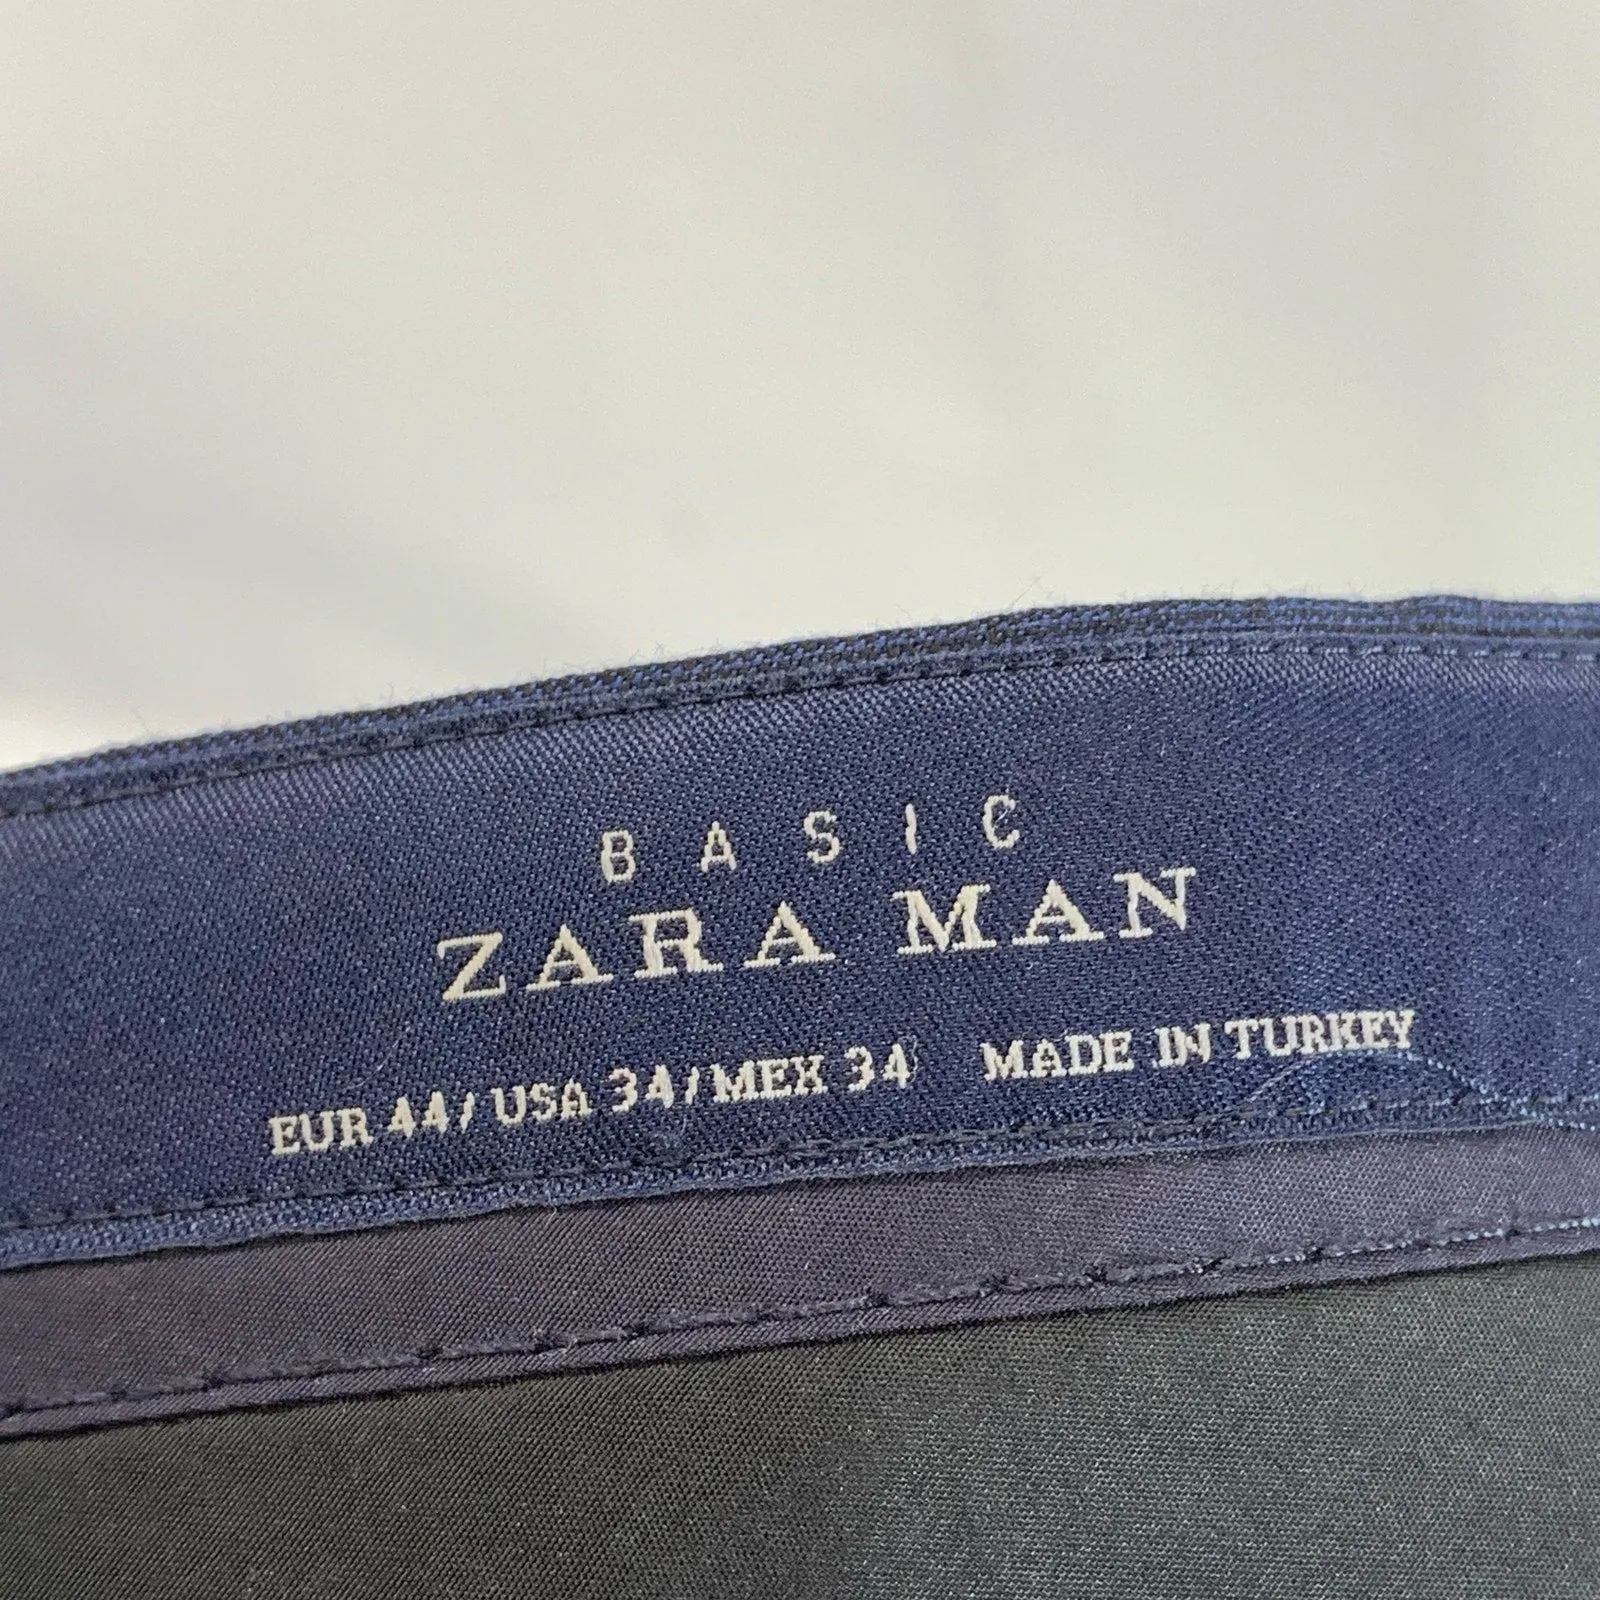 BASIC
ZARA MAN
EUR 44/USA 34/MEX 34 MADE IN TURKEY